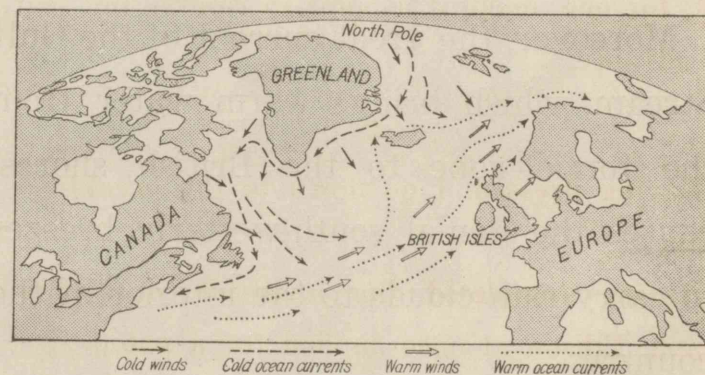 North Pole
GREENLAND
CANADA
BRITISH ISLES
EUROPE
Cold winds
Cold ocean currents
Warm winds
Warm ocean currents